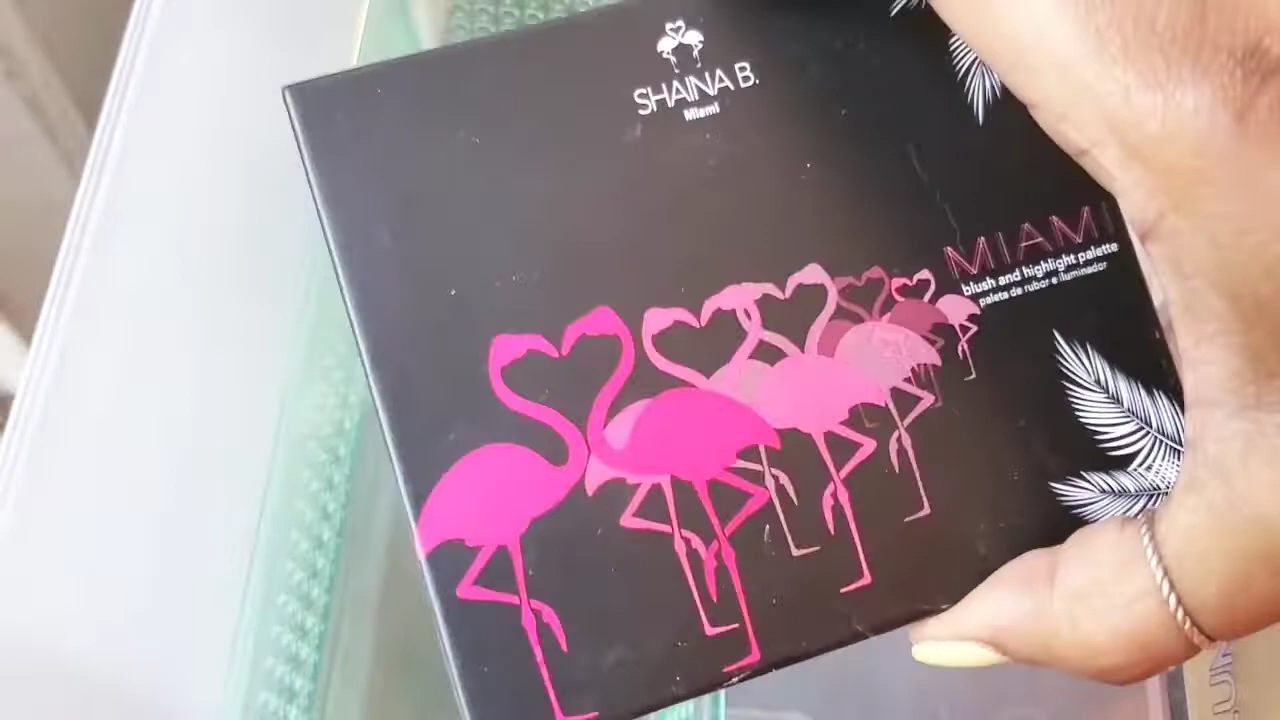 SHAINA B.
Miami
MIAMI
blush and highlight palette
paleta de rubor e iluminador